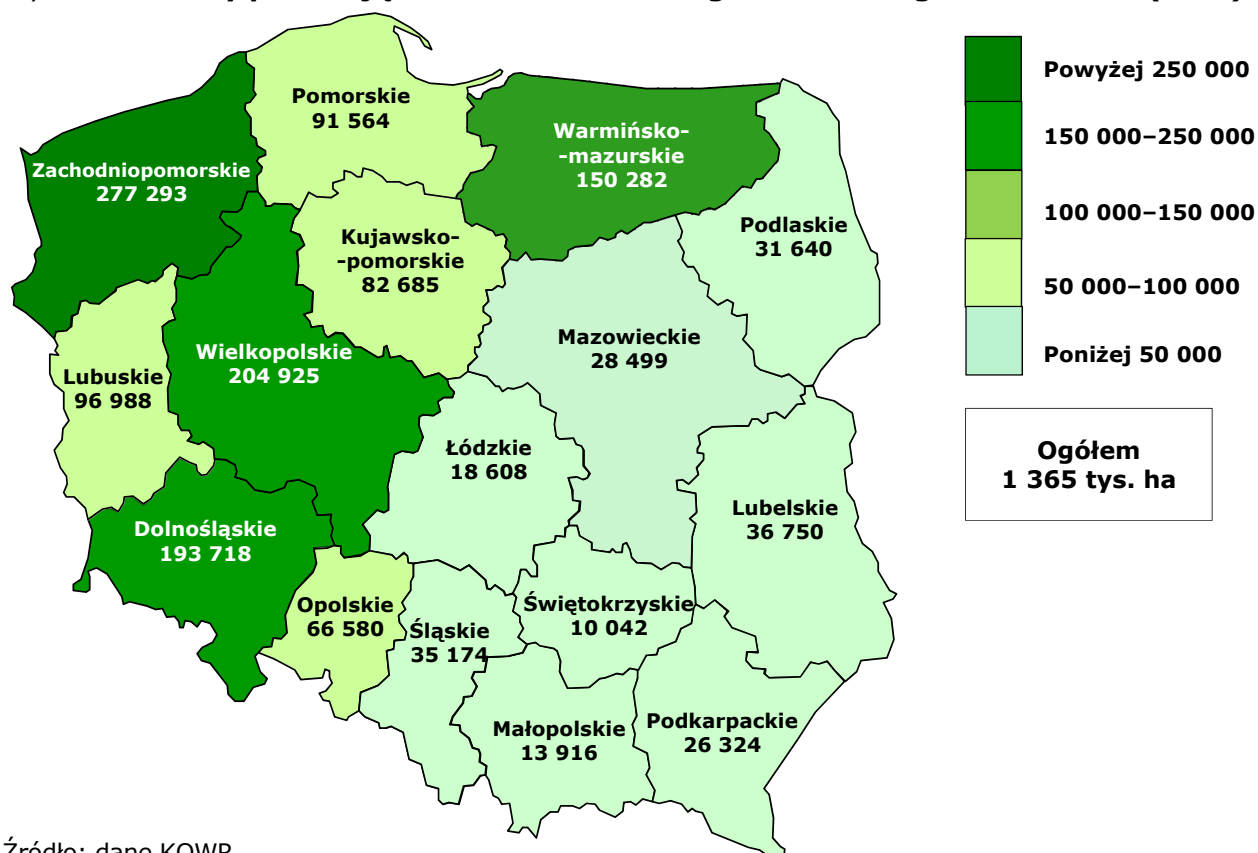 Pomorskie
91 564
Warmińsko-
-mazurskie
150 282
Zachodniopomorskie
277 293
Podlaskie
31 640
Kujawsko-
-pomorskie
82 685
Mazowieckie
28 499
Wielkopolskie
204 925
Lubuskie
96 988
Łódzkie
18 608
Lubelskie
36 750
Dolnośląskie
193 718
Opolskie
66 580
Śląskie
35 174
Świętokrzyskie
10 042
Małopolskie
13 916
Podkarpackie
26 324
Powyżej 250 000
150 000–250 000
100 000–150 000
50 000–100 000
Poniżej 50 000
Ogółem
1 365 tys. ha
Źródło: dane KOWR